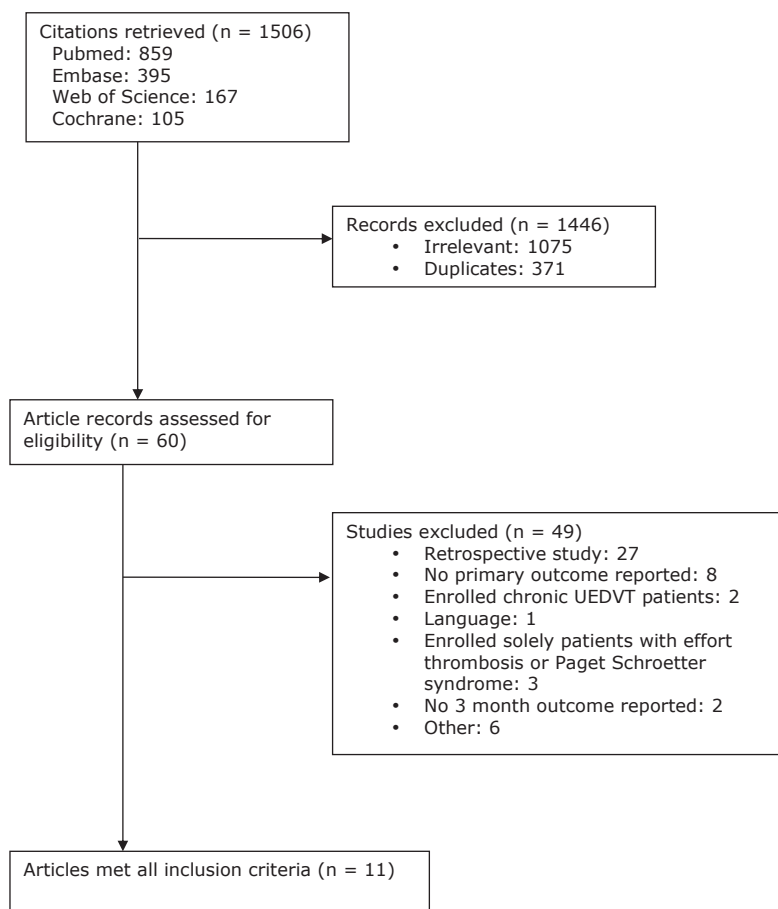 Citations retrieved (n = 1506)
Pubmed: 859
Embase: 395
Web of Science: 167
Cochrane: 105
Records excluded (n = 1446)
• Irrelevant: 1075
• Duplicates: 371
Article records assessed for
eligibility (n = 60)
Studies excluded (n = 49)
• Retrospective study: 27
• No primary outcome reported: 8
• Enrolled chronic UEDVT patients: 2
• Language: 1
• Enrolled solely patients with effort
thrombosis or Paget Schroetter
syndrome: 3
• No 3 month outcome reported: 2
• Other: 6
Articles met all inclusion criteria (n = 11)